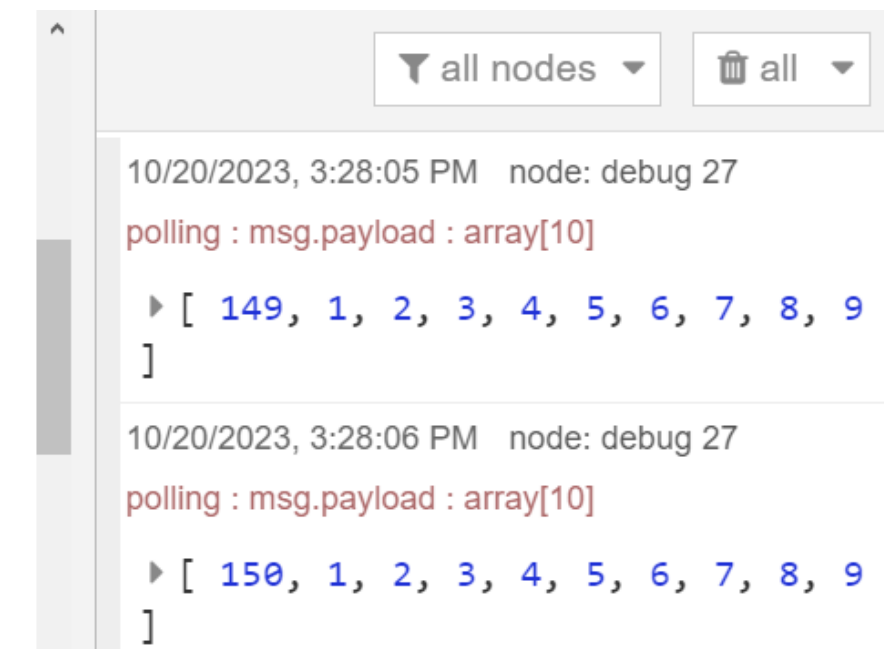 all nodes
all
10/20/2023, 3:28:05 PM node: debug 27
polling : msg.payload : array[10]
[ 149, 1, 2, 3, 4, 5, 6, 7, 8, 9
]
10/20/2023, 3:28:06 PM node: debug 27
polling : msg.payload : array[10]
[ 150, 1, 2, 3, 4, 5, 6, 7, 8, 9
]